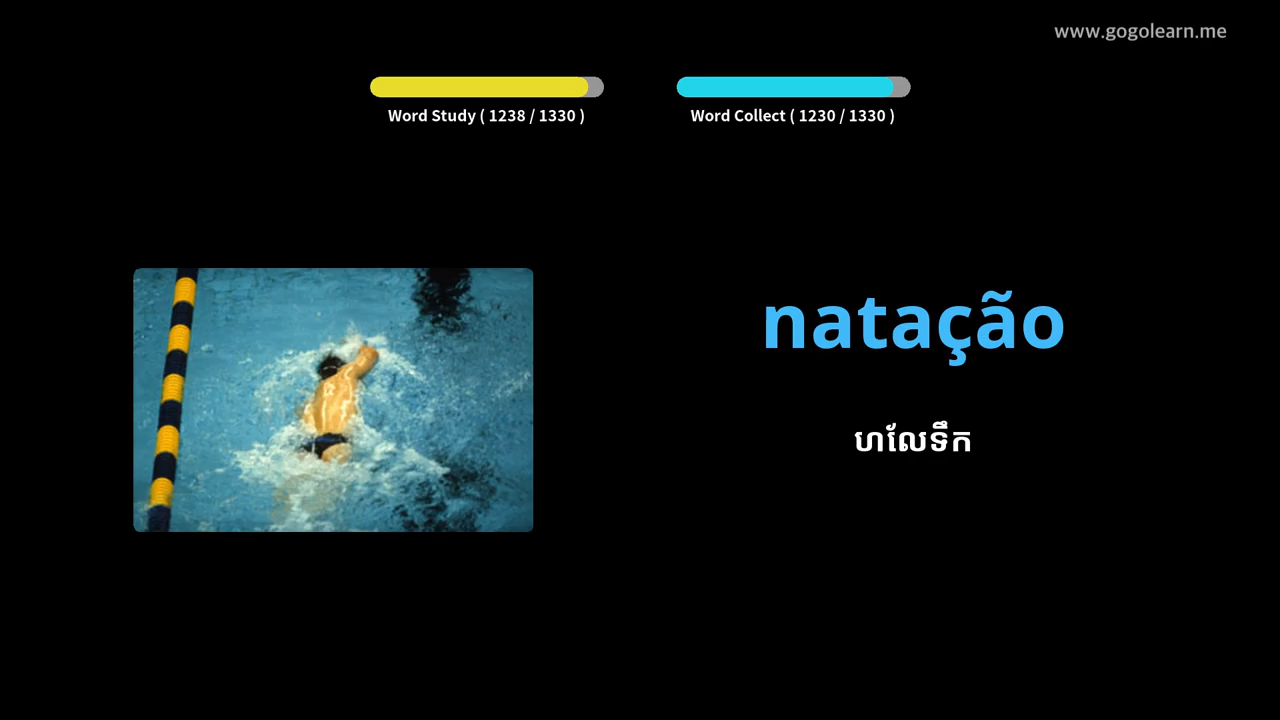 www.gogolearn.me
Word Study ( 1238 / 1330 )
Word Collect ( 1230 / 1330 )
natação
ហែលទឹក